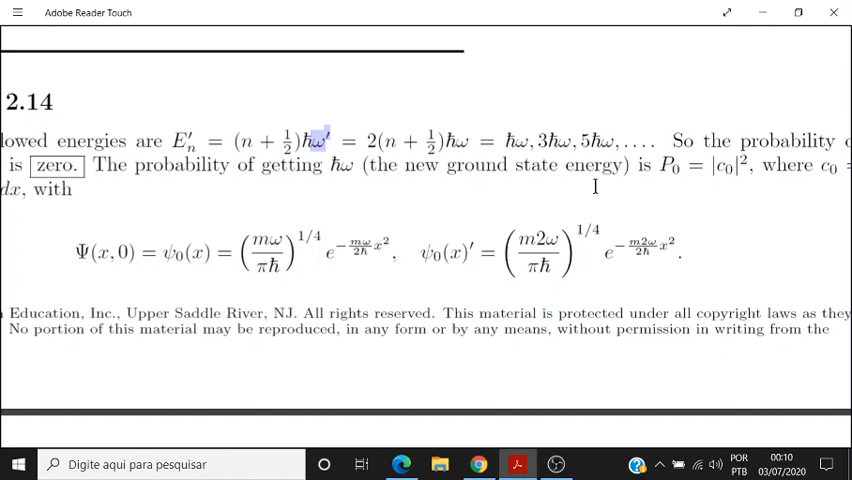 Adobe Reader Touch
2.14
lowed energies are E′ₙ = (n + 1/2)ħω′ = 2(n + 1/2)ħω = ħω, 3ħω, 5ħω, . . . . So the probability o
is zero. The probability of getting ħω (the new ground state energy) is P₀ = |c₀|², where c₀ =
dx, with
Ψ(x, 0) = ψ₀(x) = (mω/πħ)^{1/4} e^{−(mω/2ħ)x²}, ψ₀(x)′ = (m2ω/πħ)^{1/4} e^{−(m2ω/2ħ)x²}.
n Education, Inc., Upper Saddle River, NJ. All rights reserved. This material is protected under all copyright laws as they
No portion of this material may be reproduced, in any form or by any means, without permission in writing from the
Digite aqui para pesquisar
POR
PTB
00:10
03/07/2020